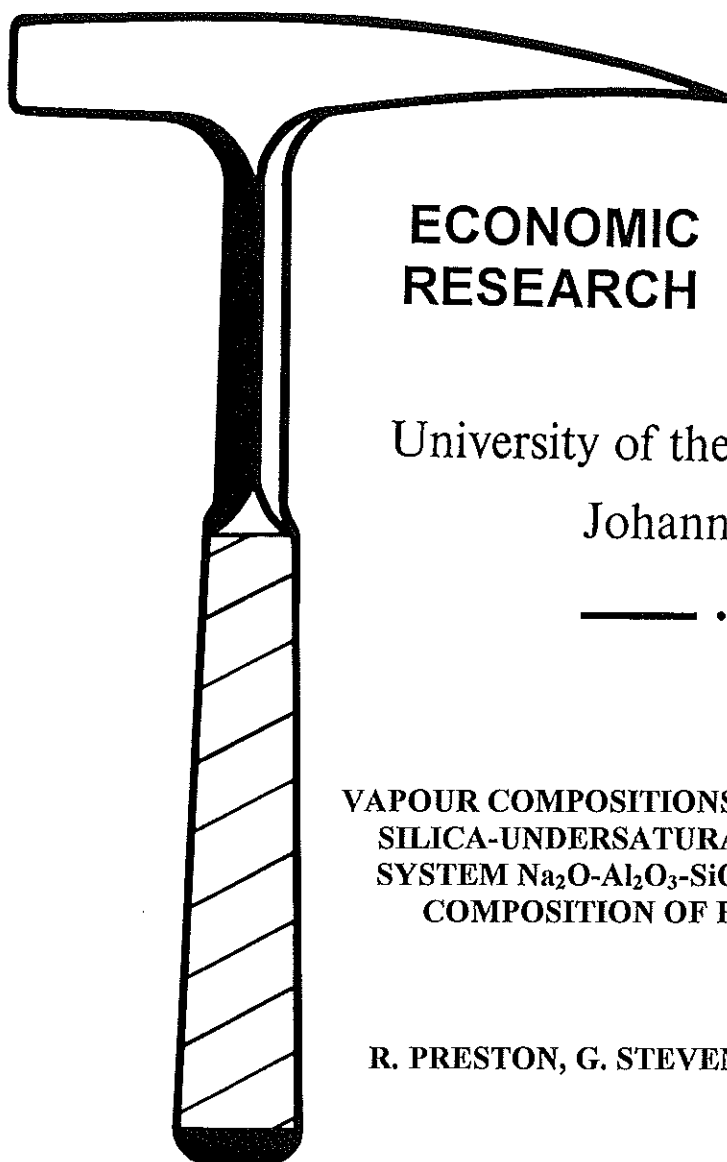 ECONOMIC
RESEARCH
University of the
Johann
VAPOUR COMPOSITIONS
SILICA-UNDERSATURA
SYSTEM Na₂O-Al₂O₃-SiO
COMPOSITION OF
R. PRESTON, G. STEVEN